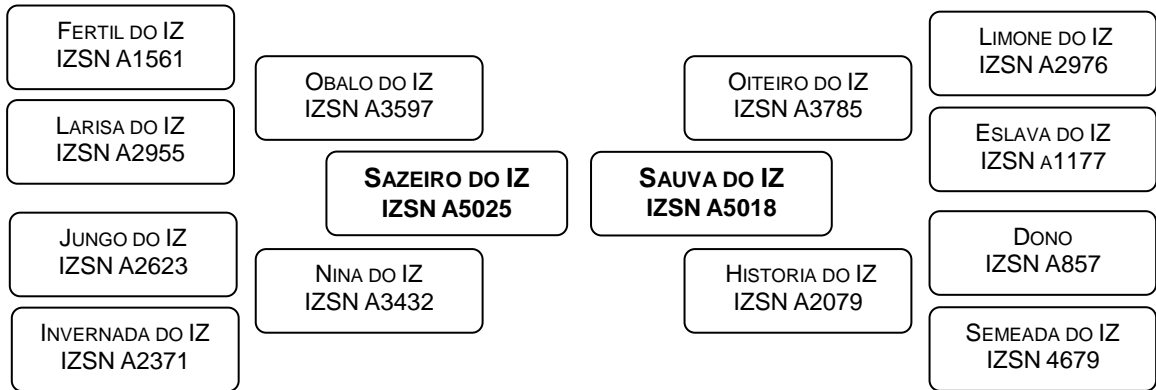 FERTIL DO IZ
IZSN A1561
LARISA DO IZ
IZSN A2955
JUNGO DO IZ
IZSN A2623
INVERNADA DO IZ
IZSN A2371
OBALO DO IZ
IZSN A3597
NINA DO IZ
IZSN A3432
SAZEIRO DO IZ
IZSN A5025
SAUVA DO IZ
IZSN A5018
OITEIRO DO IZ
IZSN A3785
HISTORIA DO IZ
IZSN A2079
LIMONE DO IZ
IZSN A2976
ESLAVA DO IZ
IZSN A1177
DONO
IZSN A857
SEMEADA DO IZ
IZSN 4679